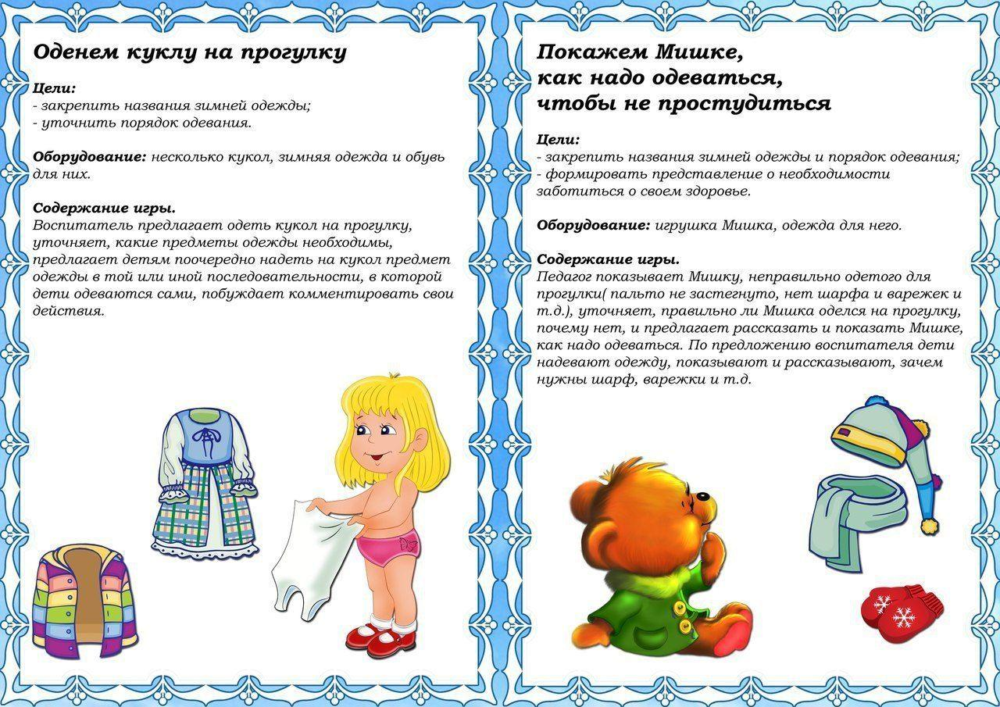 Оденем куклу на прогулку
Цели:
- закрепить названия зимней одежды;
- уточнить порядок одевания.
Оборудование: несколько кукол, зимняя одежда и обувь
для них.
Содержание игры.
Воспитатель предлагает одеть кукол на прогулку,
уточняет, какие предметы одежды необходимы,
предлагает детям поочередно надеть на кукол предмет
одежды в той или иной последовательности, в которой
дети одеваются сами, побуждает комментировать свои
действия.
Покажем Мишке,
как надо одеваться,
чтобы не простудиться
Цели:
- закрепить названия зимней одежды и порядок одевания;
- формировать представление о необходимости
заботиться о своем здоровье.
Оборудование: игрушка Мишка, одежда для него.
Содержание игры.
Педагог показывает Мишку, неправильно одетого для
прогулки( пальто не застегнуто, нет шарфа и варежек и
т.д.), уточняет, правильно ли Мишка оделся на прогулку,
почему нет, и предлагает рассказать и показать Мишке,
как надо одеваться. По предложению воспитателя дети
надевают одежду, показывают и рассказывают, зачем
нужны шарф, варежки и т.д.